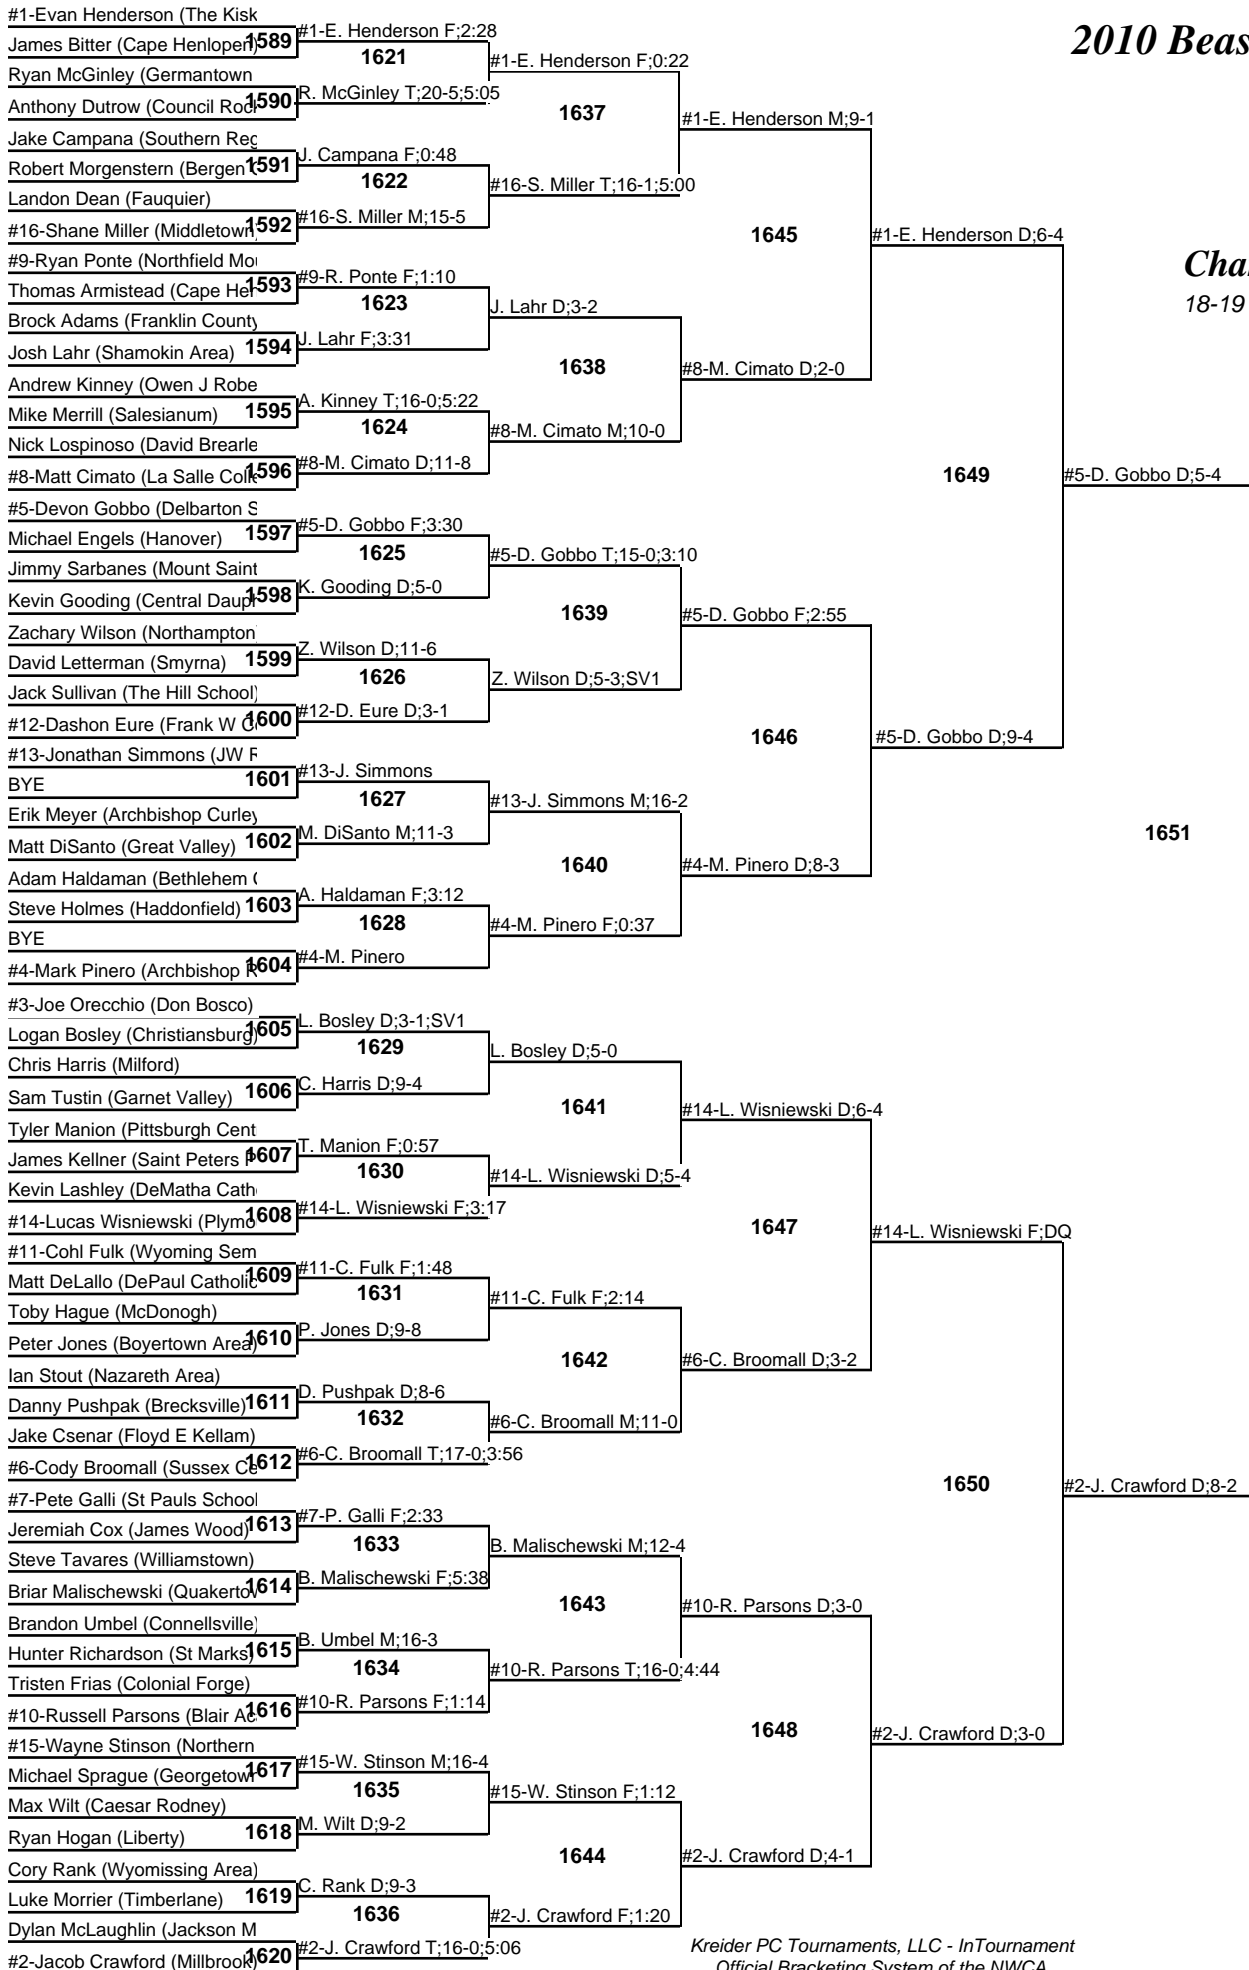 #1-Evan Henderson (The Kisk
James Bitter (Cape Henlopen)
1589
Ryan McGinley (Germantown
Anthony Dutrow (Council Rock
1590
Jake Campana (Southern Reg
Robert Morgenstern (Bergen C
1591
Landon Dean (Fauquier)
#16-Shane Miller (Middletown)
1592
#9-Ryan Ponte (Northfield Mou
Thomas Armistead (Cape Hen
1593
Brock Adams (Franklin County
Josh Lahr (Shamokin Area)
1594
Andrew Kinney (Owen J Robe
Mike Merrill (Salesianum)
1595
Nick Lospinoso (David Brearle
#8-Matt Cimato (La Salle Colle
1596
#5-Devon Gobbo (Delbarton S
Michael Engels (Hanover)
1597
Jimmy Sarbanes (Mount Saint
Kevin Gooding (Central Dauph
1598
Zachary Wilson (Northampton)
David Letterman (Smyrna)
1599
Jack Sullivan (The Hill School)
#12-Dashon Eure (Frank W Co
1600
#13-Jonathan Simmons (JW R
BYE
1601
Erik Meyer (Archbishop Curley
Matt DiSanto (Great Valley)
1602
Adam Haldaman (Bethlehem C
Steve Holmes (Haddonfield)
1603
BYE
#4-Mark Pinero (Archbishop R
1604
#3-Joe Orecchio (Don Bosco)
Logan Bosley (Christiansburg)
1605
Chris Harris (Milford)
Sam Tustin (Garnet Valley)
1606
Tyler Manion (Pittsburgh Cent
James Kellner (Saint Peters P
1607
Kevin Lashley (DeMatha Cath
#14-Lucas Wisniewski (Plymo
1608
#11-Cohl Fulk (Wyoming Sem
Matt DeLallo (DePaul Catholic
1609
Toby Hague (McDonogh)
Peter Jones (Boyertown Area)
1610
Ian Stout (Nazareth Area)
Danny Pushpak (Brecksville)
1611
Jake Csenar (Floyd E Kellam)
#6-Cody Broomall (Sussex Ce
1612
#7-Pete Galli (St Pauls School
Jeremiah Cox (James Wood)
1613
Steve Tavares (Williamstown)
Briar Malischewski (Quakertow
1614
Brandon Umbel (Connellsville)
Hunter Richardson (St Marks)
1615
Tristen Frias (Colonial Forge)
#10-Russell Parsons (Blair Ac
1616
#15-Wayne Stinson (Northern
Michael Sprague (Georgetown
1617
Max Wilt (Caesar Rodney)
Ryan Hogan (Liberty)
1618
Cory Rank (Wyomissing Area)
Luke Morrier (Timberlane)
1619
Dylan McLaughlin (Jackson M
#2-Jacob Crawford (Millbrook)
1620
#1-E. Henderson F;2:28
1621
R. McGinley T;20-5;5:05
J. Campana F;0:48
1622
#16-S. Miller M;15-5
#9-R. Ponte F;1:10
1623
J. Lahr F;3:31
A. Kinney T;16-0;5:22
1624
#8-M. Cimato D;11-8
#5-D. Gobbo F;3:30
1625
K. Gooding D;5-0
Z. Wilson D;11-6
1626
#12-D. Eure D;3-1
#13-J. Simmons
1627
M. DiSanto M;11-3
A. Haldaman F;3:12
1628
#4-M. Pinero
L. Bosley D;3-1;SV1
1629
C. Harris D;9-4
T. Manion F;0:57
1630
#14-L. Wisniewski F;3:17
#11-C. Fulk F;1:48
1631
P. Jones D;9-8
D. Pushpak D;8-6
1632
#6-C. Broomall T;17-0;3:56
#7-P. Galli F;2:33
1633
B. Malischewski F;5:38
B. Umbel M;16-3
1634
#10-R. Parsons F;1:14
#15-W. Stinson M;16-4
1635
M. Wilt D;9-2
C. Rank D;9-3
1636
#2-J. Crawford T;16-0;5:06
#1-E. Henderson F;0:22
1637
#16-S. Miller T;16-1;5:00
J. Lahr D;3-2
1638
#8-M. Cimato M;10-0
#5-D. Gobbo T;15-0;3:10
1639
Z. Wilson D;5-3;SV1
#13-J. Simmons M;16-2
1640
#4-M. Pinero F;0:37
L. Bosley D;5-0
1641
#14-L. Wisniewski D;5-4
#11-C. Fulk F;2:14
1642
#6-C. Broomall M;11-0
B. Malischewski M;12-4
1643
#10-R. Parsons T;16-0;4:44
#15-W. Stinson F;1:12
1644
#2-J. Crawford F;1:20
#1-E. Henderson M;9-1
1645
#8-M. Cimato D;2-0
#5-D. Gobbo F;2:55
1646
#4-M. Pinero D;8-3
#14-L. Wisniewski D;6-4
1647
#6-C. Broomall D;3-2
#10-R. Parsons D;3-0
1648
#2-J. Crawford D;4-1
#1-E. Henderson D;6-4
1649
#5-D. Gobbo D;9-4
#14-L. Wisniewski F;DQ
1650
#2-J. Crawford D;3-0
#5-D. Gobbo D;5-4
1651
#2-J. Crawford D;8-2
2010 Beas
Cha
18-19
Kreider PC Tournaments, LLC - InTournament
Official Bracketing System of the NWCA